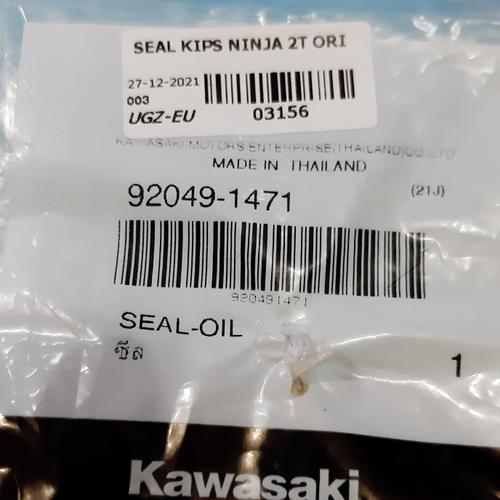 SEAL KIPS NINJA 2T ORI
27-12-2021
003
UGZ-EU
03156
KAWASAKI MOTORS ENTERPRISE(THAILAND)CO.,LTD
MADE IN THAILAND
92049-1471
(21J)
920491471
SEAL-OIL
ซีล
1
Kawasaki